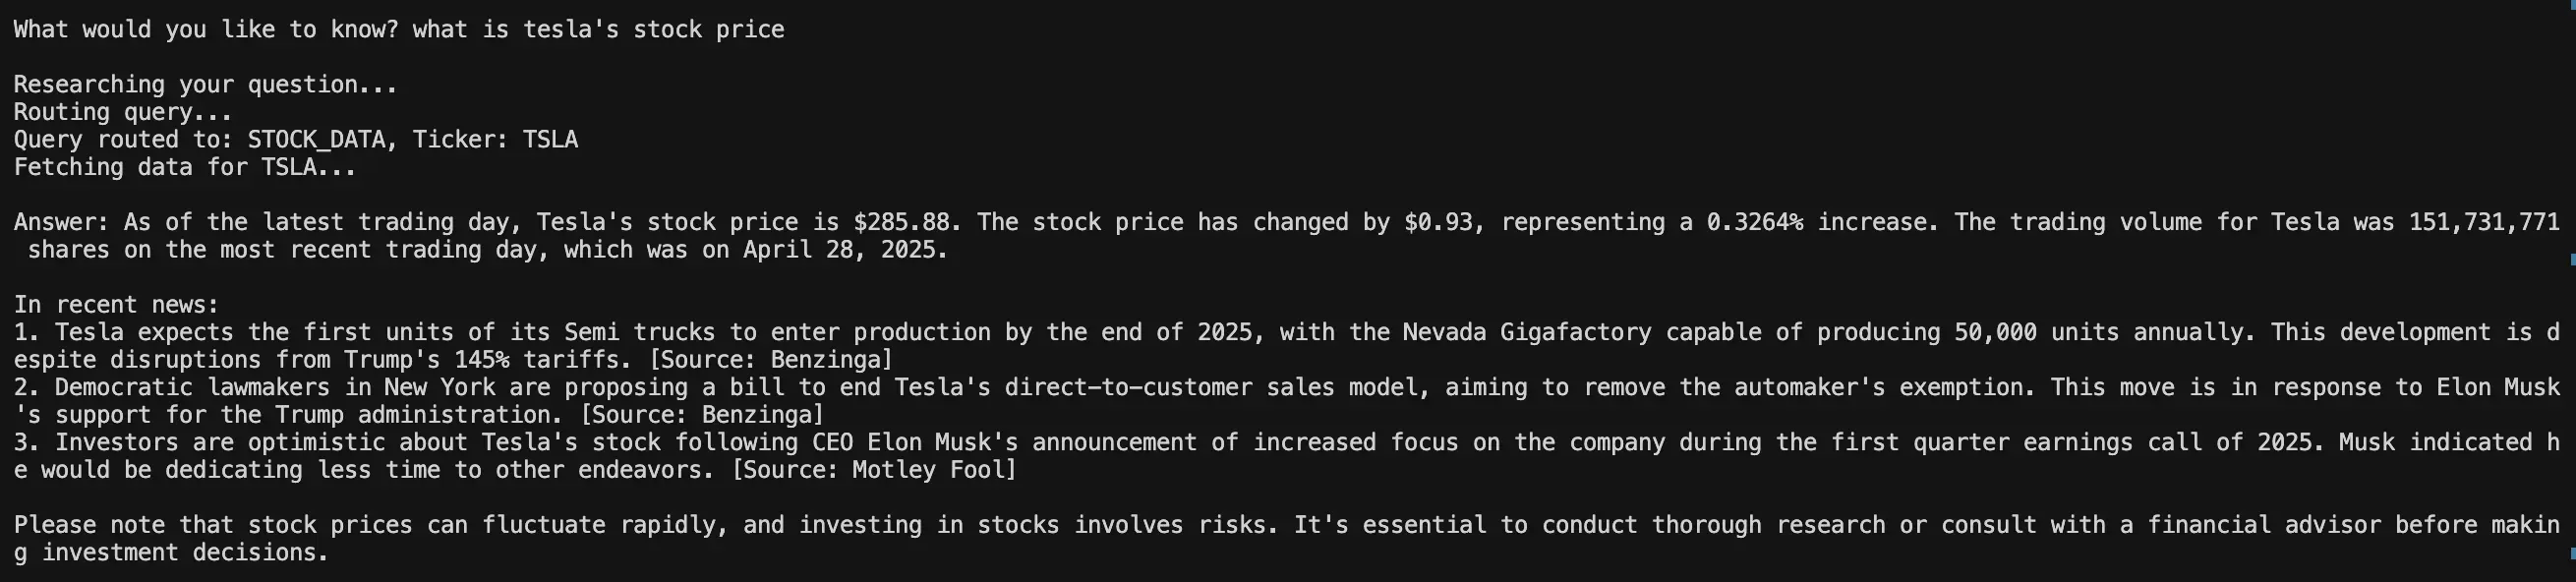 What would you like to know? what is tesla's stock price
Researching your question...
Routing query...
Query routed to: STOCK_DATA, Ticker: TSLA
Fetching data for TSLA...
Answer: As of the latest trading day, Tesla's stock price is $285.88. The stock price has changed by $0.93, representing a 0.3264% increase. The trading volume for Tesla was 151,731,771
shares on the most recent trading day, which was on April 28, 2025.
In recent news:
1. Tesla expects the first units of its Semi trucks to enter production by the end of 2025, with the Nevada Gigafactory capable of producing 50,000 units annually. This development is d
espite disruptions from Trump's 145% tariffs. [Source: Benzinga]
2. Democratic lawmakers in New York are proposing a bill to end Tesla's direct-to-customer sales model, aiming to remove the automaker's exemption. This move is in response to Elon Musk
's support for the Trump administration. [Source: Benzinga]
3. Investors are optimistic about Tesla's stock following CEO Elon Musk's announcement of increased focus on the company during the first quarter earnings call of 2025. Musk indicated h
e would be dedicating less time to other endeavors. [Source: Motley Fool]
Please note that stock prices can fluctuate rapidly, and investing in stocks involves risks. It's essential to conduct thorough research or consult with a financial advisor before makin
g investment decisions.